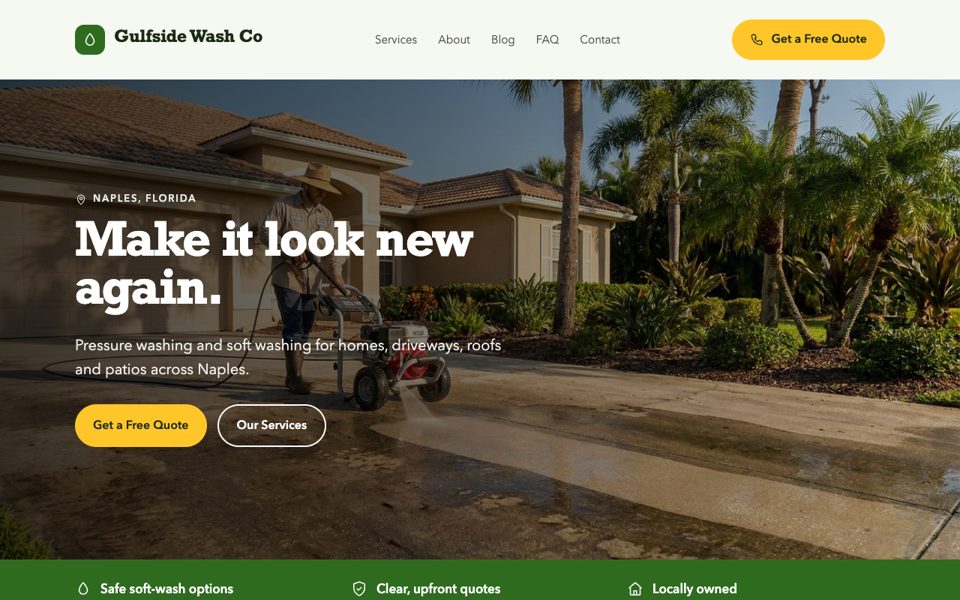 Gulfside Wash Co
Services
About
Blog
FAQ
Contact
Get a Free Quote
NAPLES, FLORIDA
Make it look new
again.
Pressure washing and soft washing for homes, driveways, roofs
and patios across Naples.
Get a Free Quote
Our Services
Safe soft-wash options
Clear, upfront quotes
Locally owned